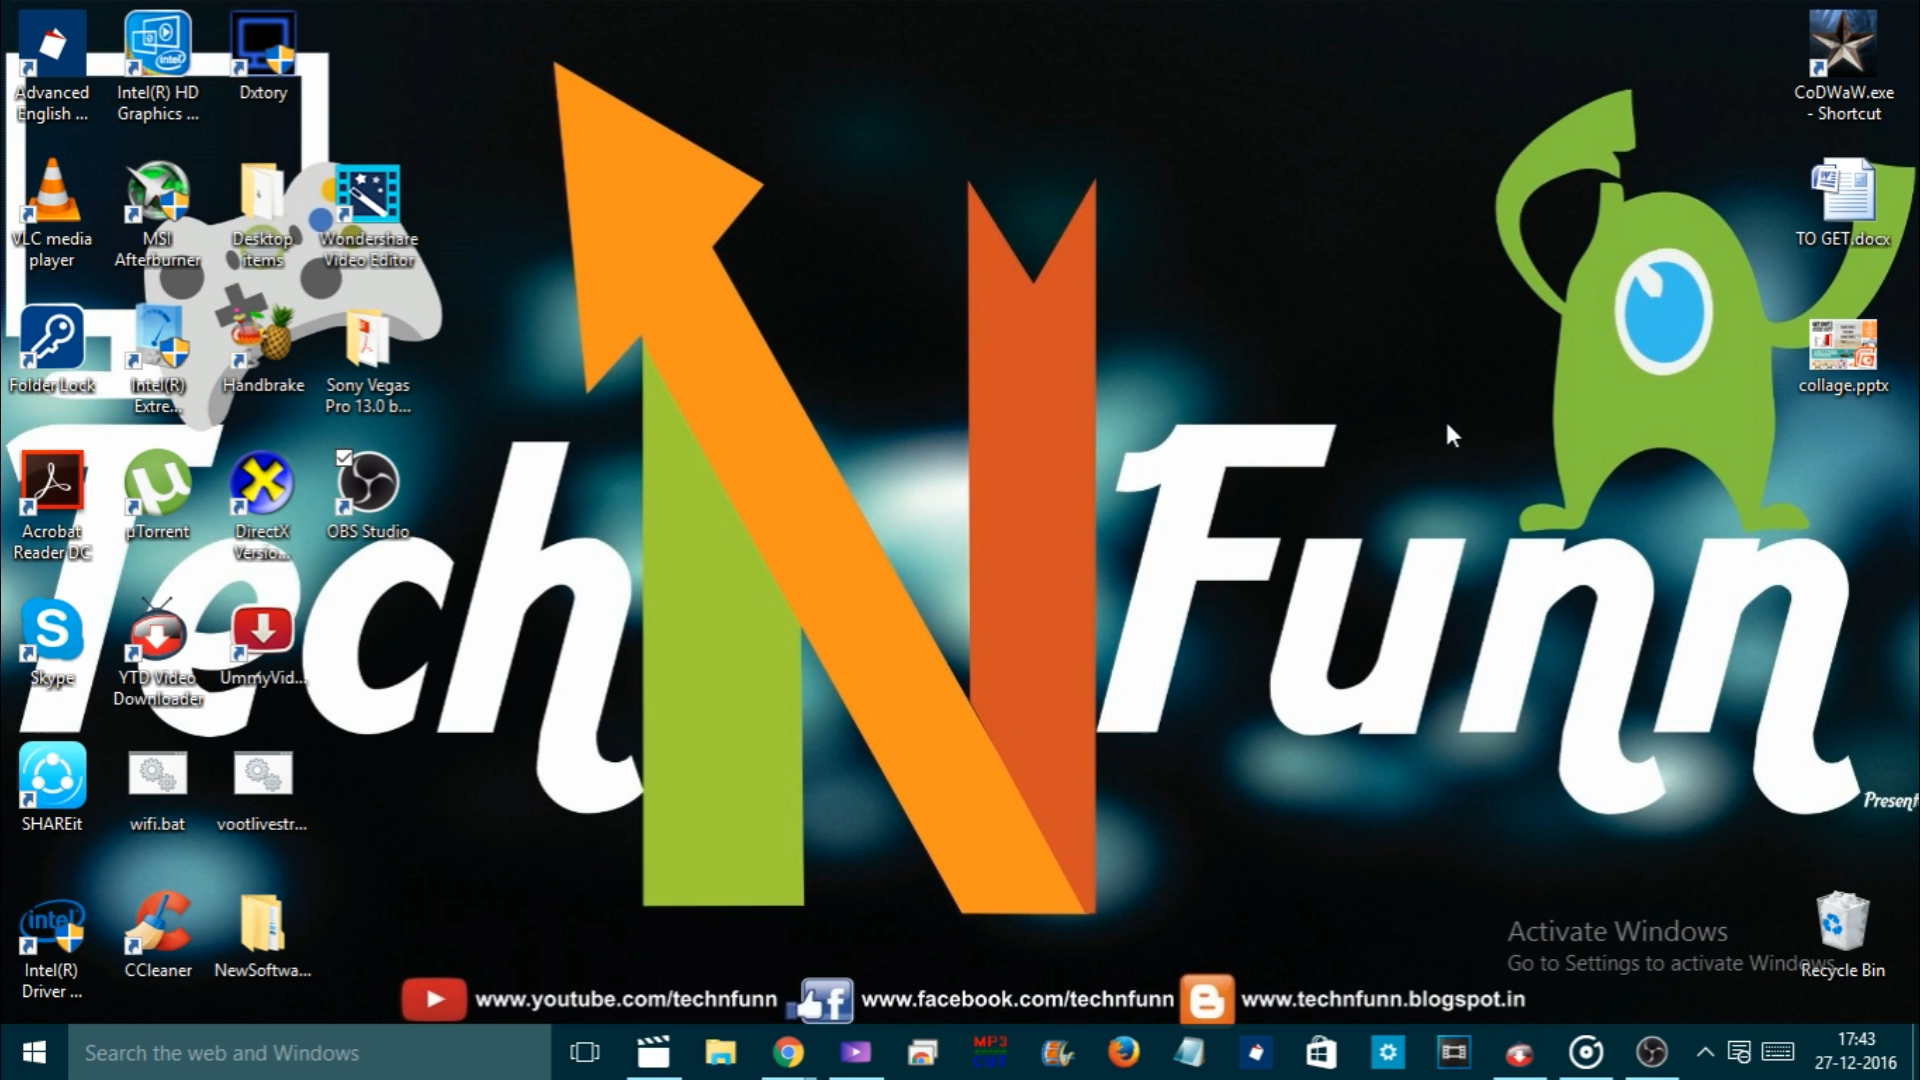 Advanced
English ...
Intel(R) HD
Graphics ...
intel
Dxtory
CoDWaW.exe
- Shortcut
VLC media
player
MSI
Afterburner
Desktop
items
Wondershare
Video Editor
TO GET.docx
Folder Lock
Intel(R)
Extre...
Handbrake
Sony Vegas
Pro 13.0 b...
collage.pptx
Acrobat
Reader DC
µTorrent
DirectX
Versio...
OBS Studio
Tech
Funn
Skype
YTD Video
Downloader
UmmyVid...
SHAREit
wifi.bat
vootlivestr...
Present
intel
Intel(R)
Driver ...
CCleaner
NewSoftwa...
Activate Windows
Go to Settings to activate Windows.
Recycle Bin
www.youtube.com/technfunn
www.facebook.com/technfunn
www.technfunn.blogspot.in
Search the web and Windows
MP3
CUT
17:43
27-12-2016